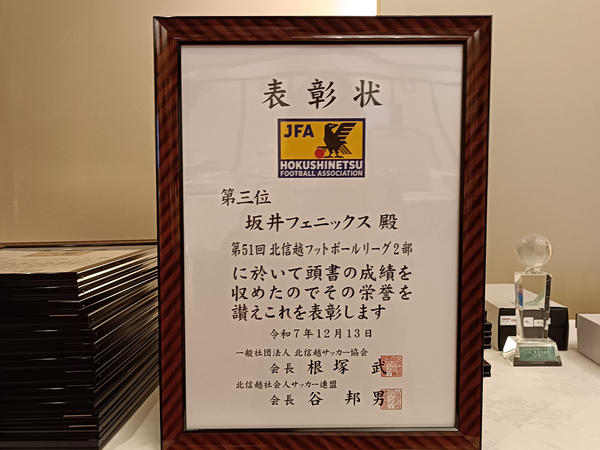 表彰状
JFA
HOKUSHINETSU
FOOTBALL ASSOCIATION
第三位
坂井フェニックス 殿
第51回 北信越フットボールリーグ2部
に於いて頭書の成績を
収めたのでその栄誉を
讃えこれを表彰します
令和7年12月13日
一般社団法人 北信越サッカー協会
会長 根塚 武
北信越社会人サッカー連盟
会長 谷 邦男